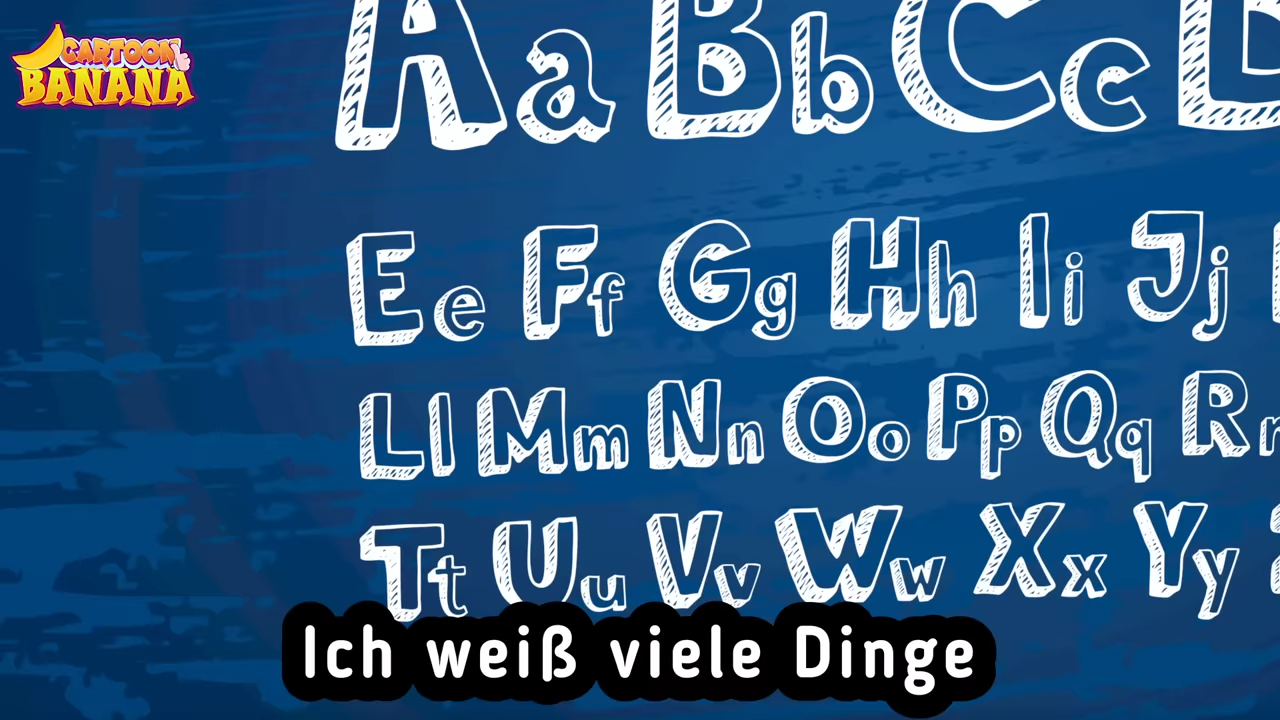 CARTOON
BANANA
Aa Bb Cc
Ee Ff Gg Hh Ii Jj
Ll Mm Nn Oo Pp Qq Rr
Tt Uu Vv Ww Xx Yy
Ich weiß viele Dinge